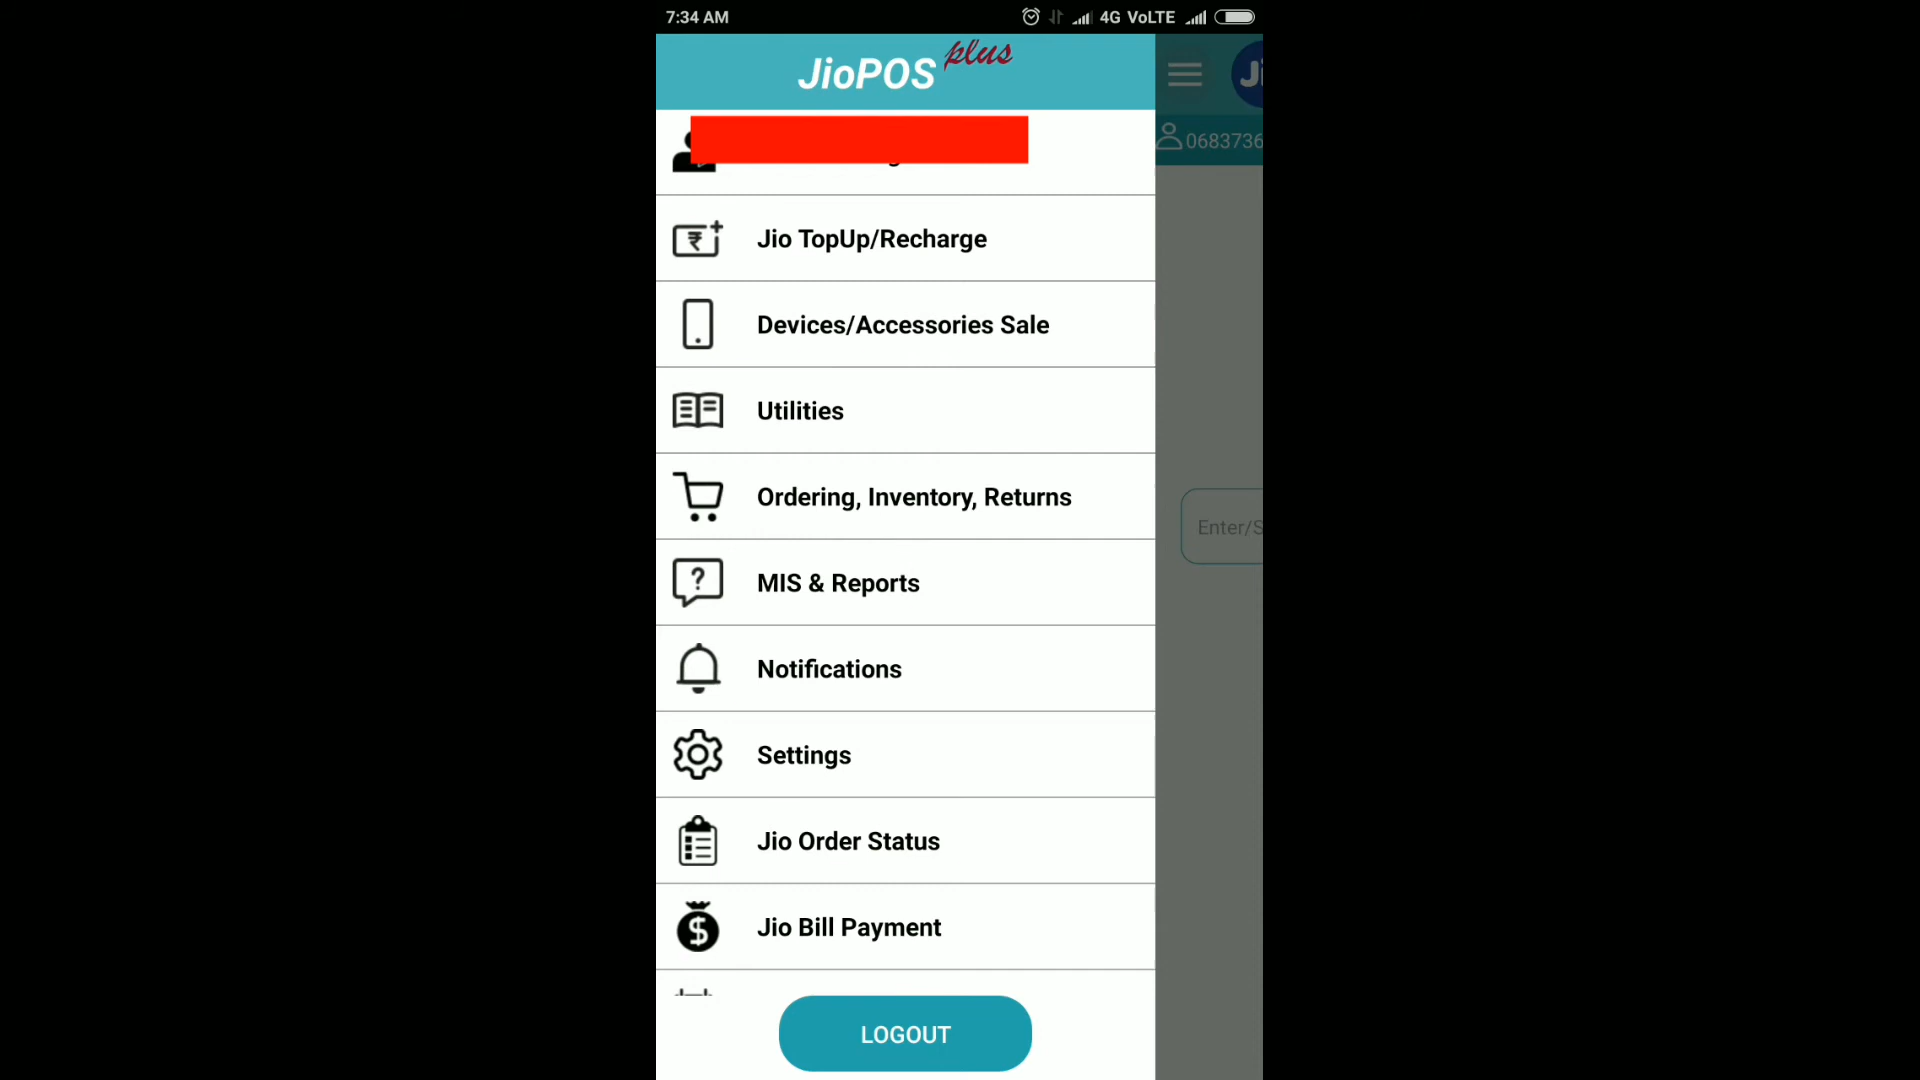 7:34 AM
4G VoLTE
JioPOS plus
Ji
0683736
Jio TopUp/Recharge
Devices/Accessories Sale
Utilities
Ordering, Inventory, Returns
Enter/S
MIS & Reports
Notifications
Settings
Jio Order Status
Jio Bill Payment
LOGOUT